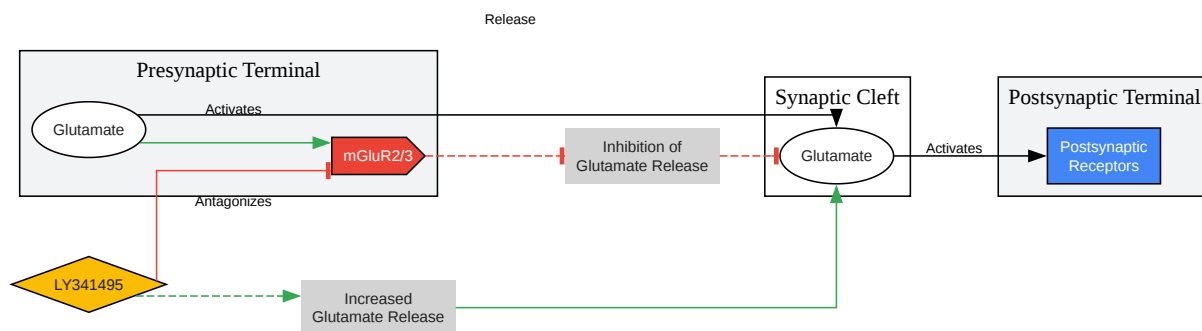 Release
Presynaptic Terminal
Synaptic Cleft
Postsynaptic Terminal
Activates
Glutamate
mGluR2/3
Inhibition of
Glutamate Release
Glutamate
Activates
Postsynaptic
Receptors
Antagonizes
LY341495
Increased
Glutamate Release